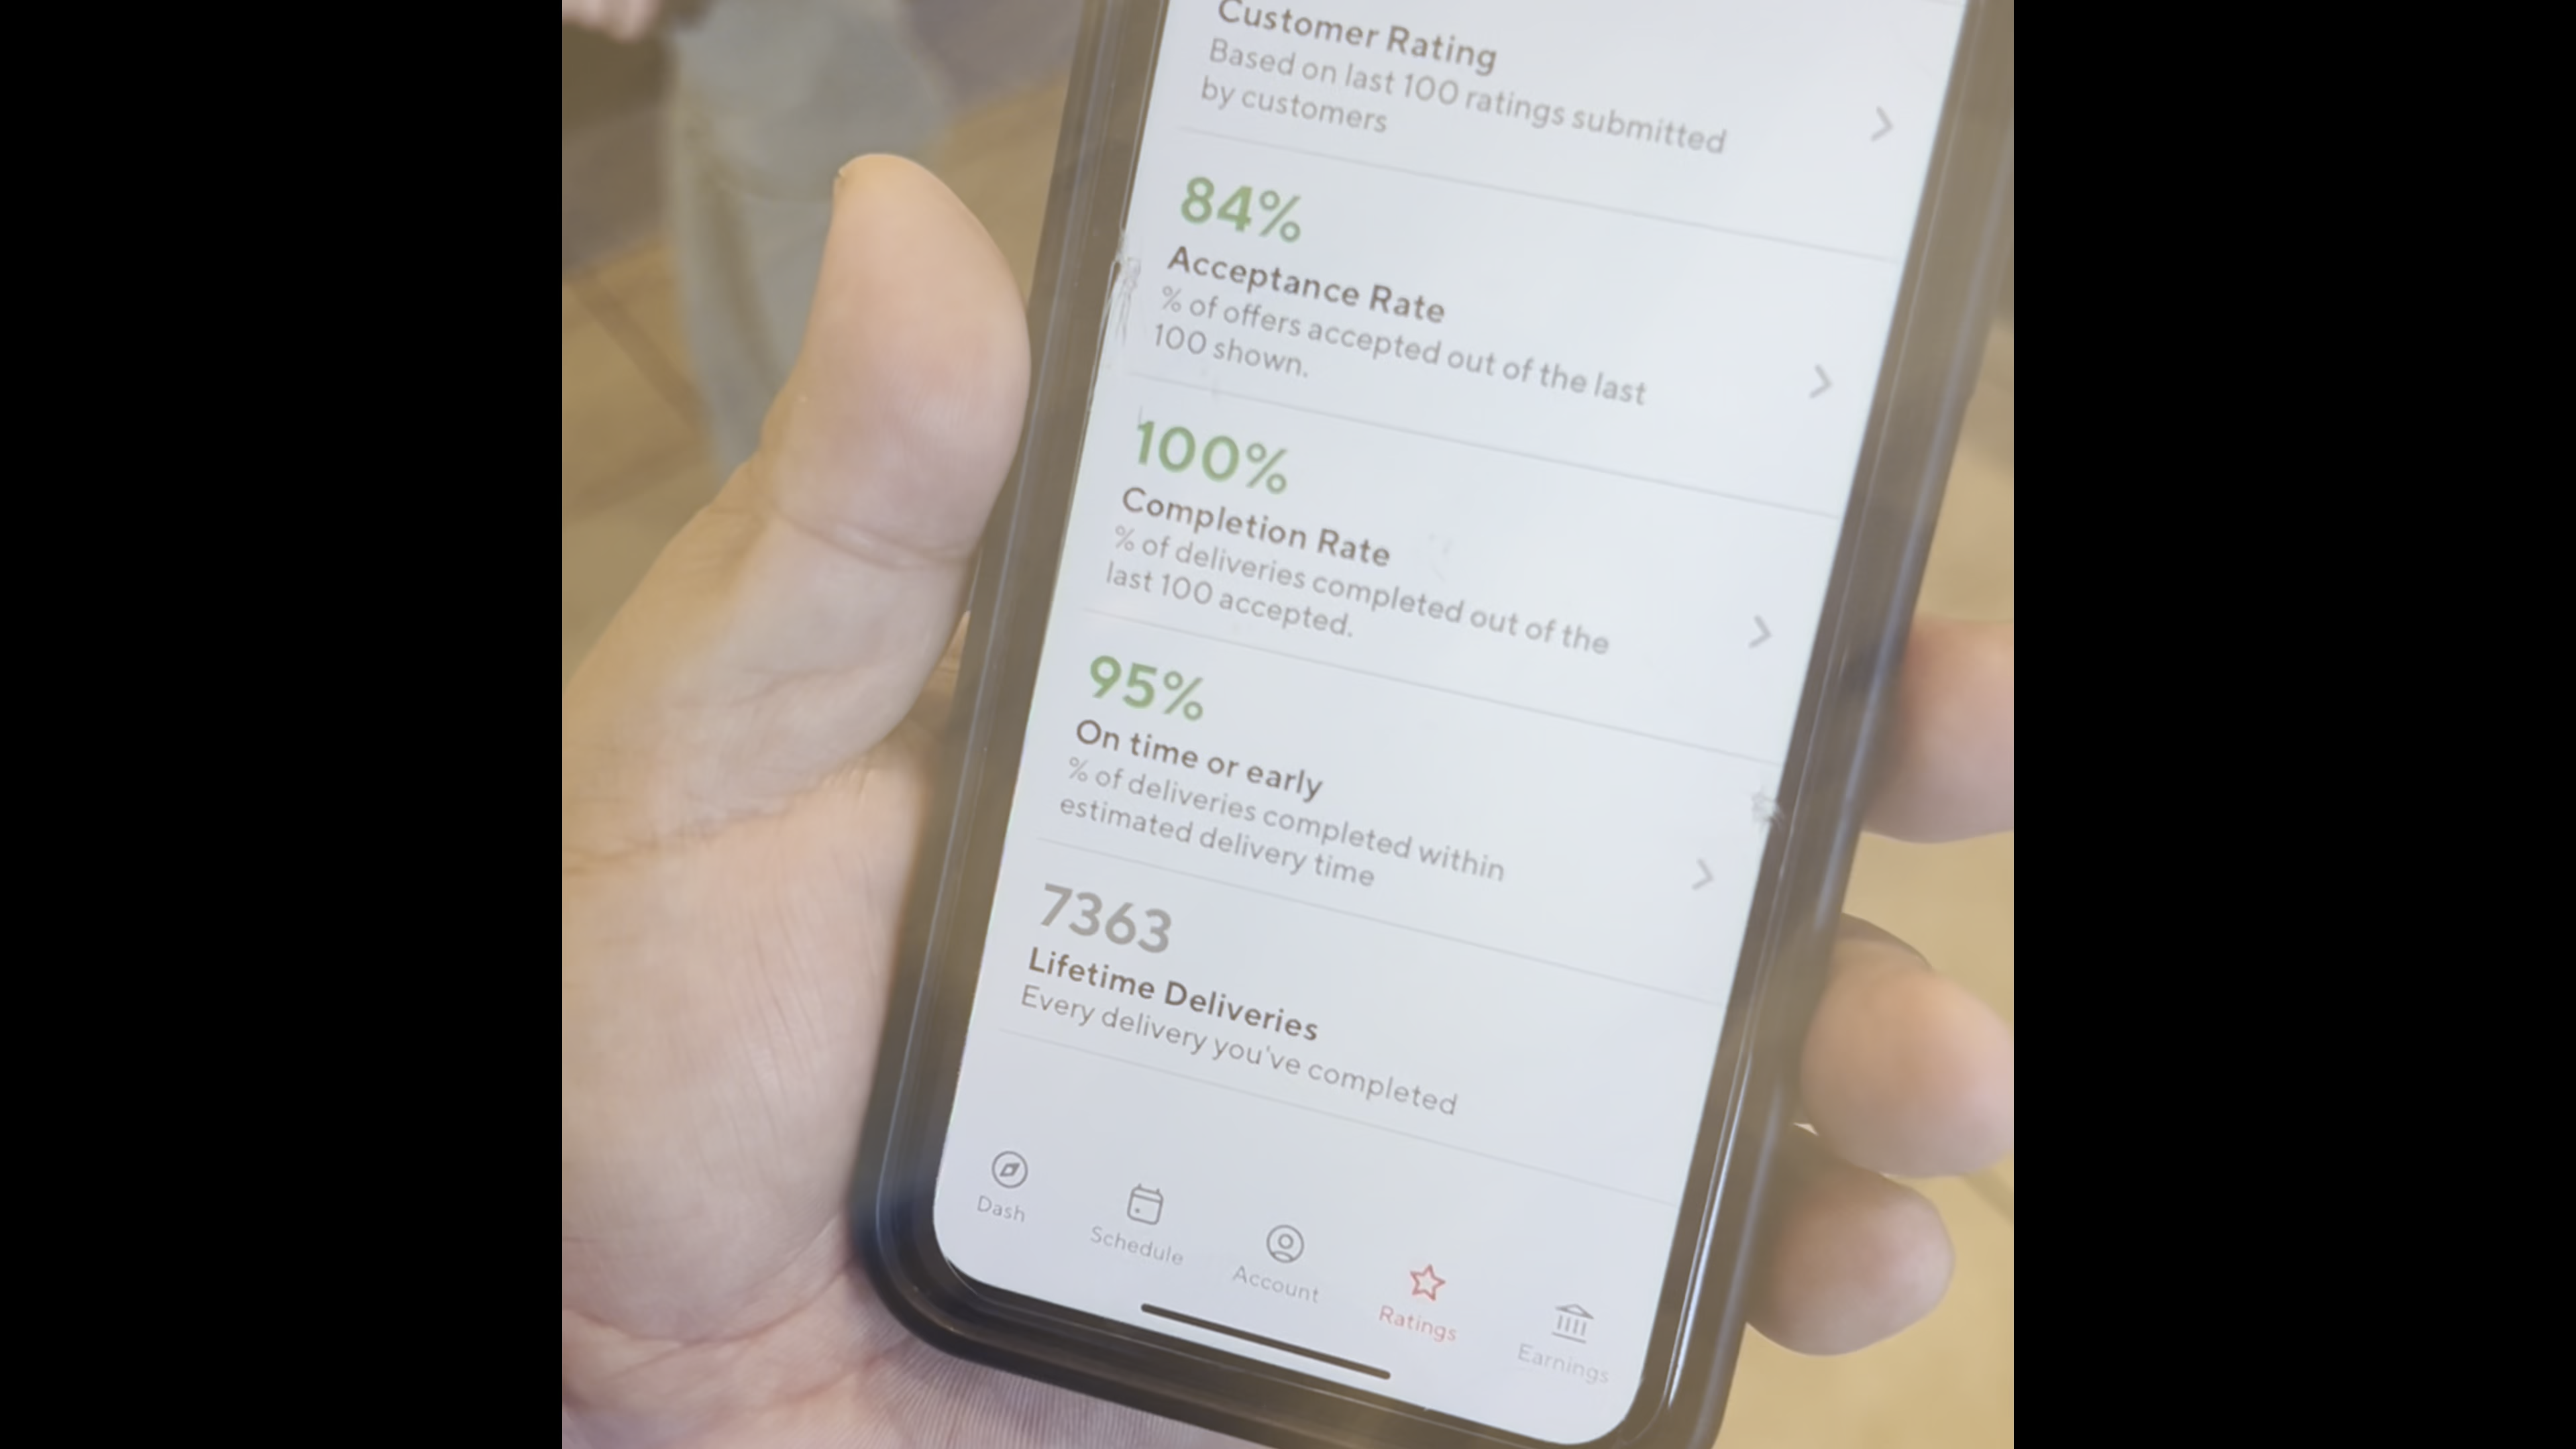 Customer Rating
Based on last 100 ratings submitted
by customers
84%
Acceptance Rate
% of offers accepted out of the last
100 shown.
100%
Completion Rate
% of deliveries completed out of the
last 100 accepted.
95%
On time or early
% of deliveries completed within
estimated delivery time
7363
Lifetime Deliveries
Every delivery you've completed
Dash
Schedule
Account
Ratings
Earnings